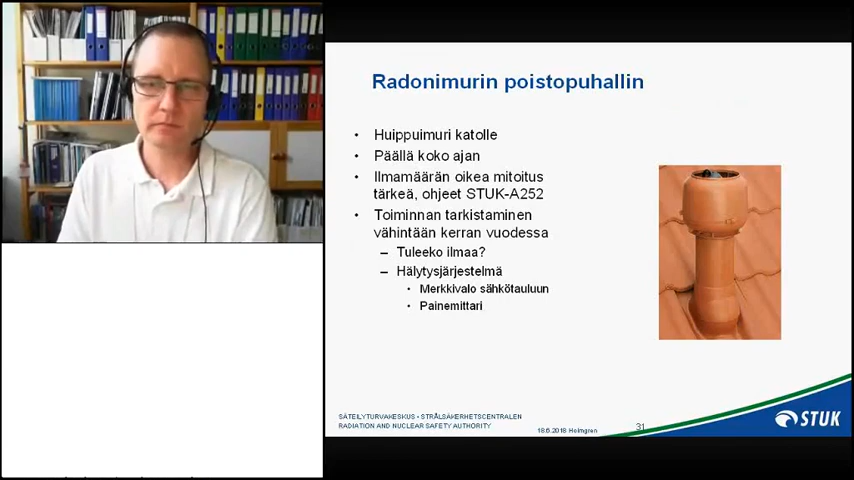 Radonimurin poistopuhallin
• Huippuimuri katolle
• Päällä koko ajan
• Ilmamäärän oikea mitoitus
tärkeä, ohjeet STUK-A252
• Toiminnan tarkistaminen
vähintään kerran vuodessa
– Tuleeko ilmaa?
– Hälytysjärjestelmä
• Merkkivalo sähkötauluun
• Painemittari
SÄTEILYTURVAKESKUS • STRÅLSÄKERHETSCENTRALEN
RADIATION AND NUCLEAR SAFETY AUTHORITY
18.6.2018 Holmgren
31
STUK